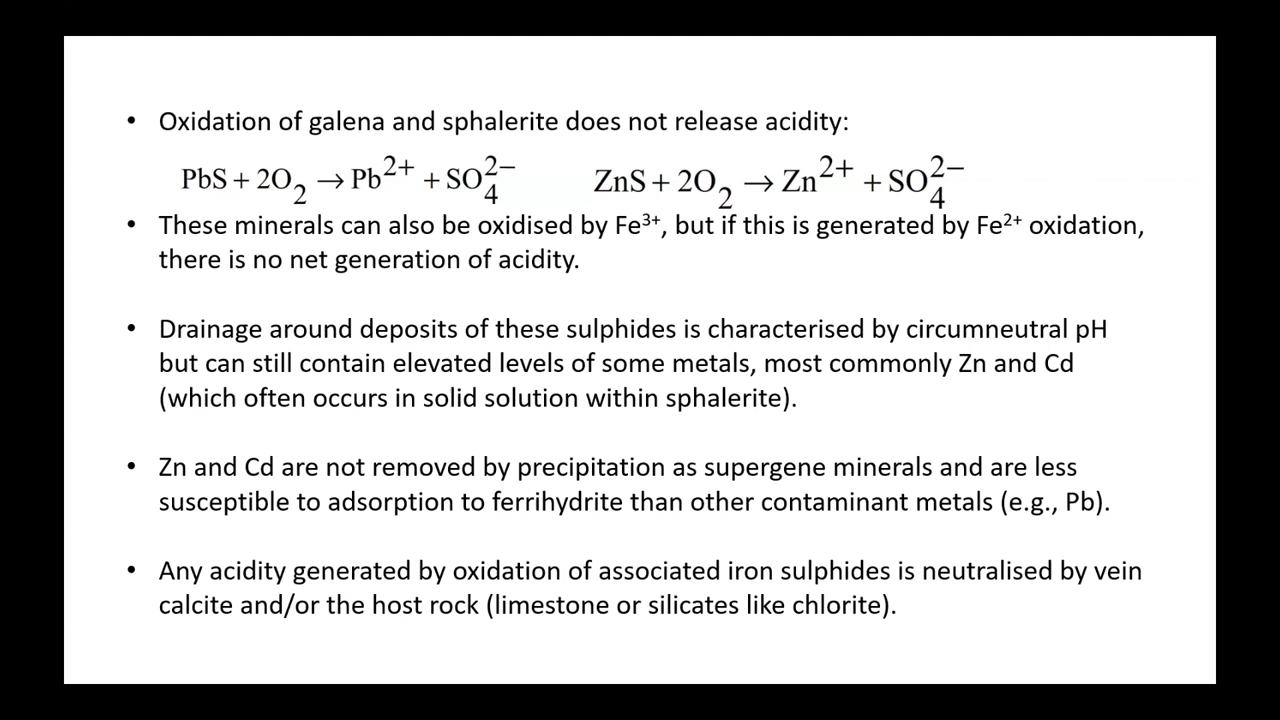 • Oxidation of galena and sphalerite does not release acidity:
PbS + 2O₂ → Pb²⁺ + SO₄²⁻ ZnS + 2O₂ → Zn²⁺ + SO₄²⁻
• These minerals can also be oxidised by Fe³⁺, but if this is generated by Fe²⁺ oxidation,
there is no net generation of acidity.
• Drainage around deposits of these sulphides is characterised by circumneutral pH
but can still contain elevated levels of some metals, most commonly Zn and Cd
(which often occurs in solid solution within sphalerite).
• Zn and Cd are not removed by precipitation as supergene minerals and are less
susceptible to adsorption to ferrihydrite than other contaminant metals (e.g., Pb).
• Any acidity generated by oxidation of associated iron sulphides is neutralised by vein
calcite and/or the host rock (limestone or silicates like chlorite).